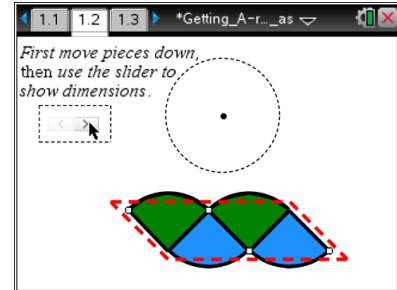 1.1 1.2 1.3 *Getting_A-r…_as
First move pieces down,
then use the slider to
show dimensions.